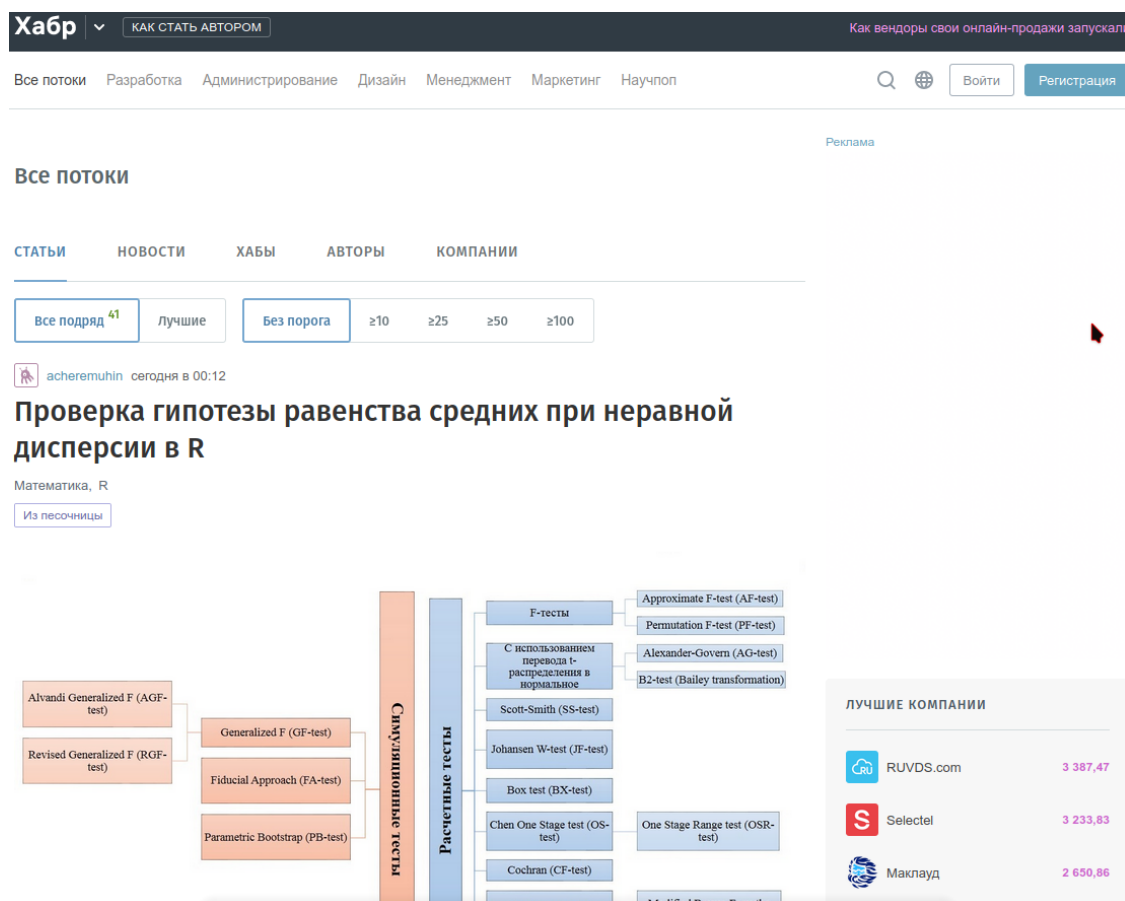 Хабр
КАК СТАТЬ АВТОРОМ
Как вендоры свои онлайн-продажи запускали
Все потоки Разработка Администрирование Дизайн Менеджмент Маркетинг Научпоп
Войти
Регистрация
Реклама
Все потоки
СТАТЬИ НОВОСТИ ХАБЫ АВТОРЫ КОМПАНИИ
Все подряд 41 Лучшие Без порога ≥10 ≥25 ≥50 ≥100
acheremuhin сегодня в 00:12
Проверка гипотезы равенства средних при неравной
дисперсии в R
Математика, R
Из песочницы
Alvandi Generalized F (AGF-
test)
Revised Generalized F (RGF-
test)
Generalized F (GF-test)
Fiducial Approach (FA-test)
Parametric Bootstrap (PB-test)
Симуляционные тесты
Расчетные тесты
F-тесты
С использованием
перевода t-
распределения в
нормальное
Scott-Smith (SS-test)
Johansen W-test (JF-test)
Box test (BX-test)
Chen One Stage test (OS-
test)
Cochran (CF-test)
Approximate F-test (AF-test)
Permutation F-test (PF-test)
Alexander-Govern (AG-test)
B2-test (Bailey transformation)
One Stage Range test (OSR-
test)
ЛУЧШИЕ КОМПАНИИ
RUVDS.com 3 387,47
Selectel 3 233,83
Маклауд 2 650,86